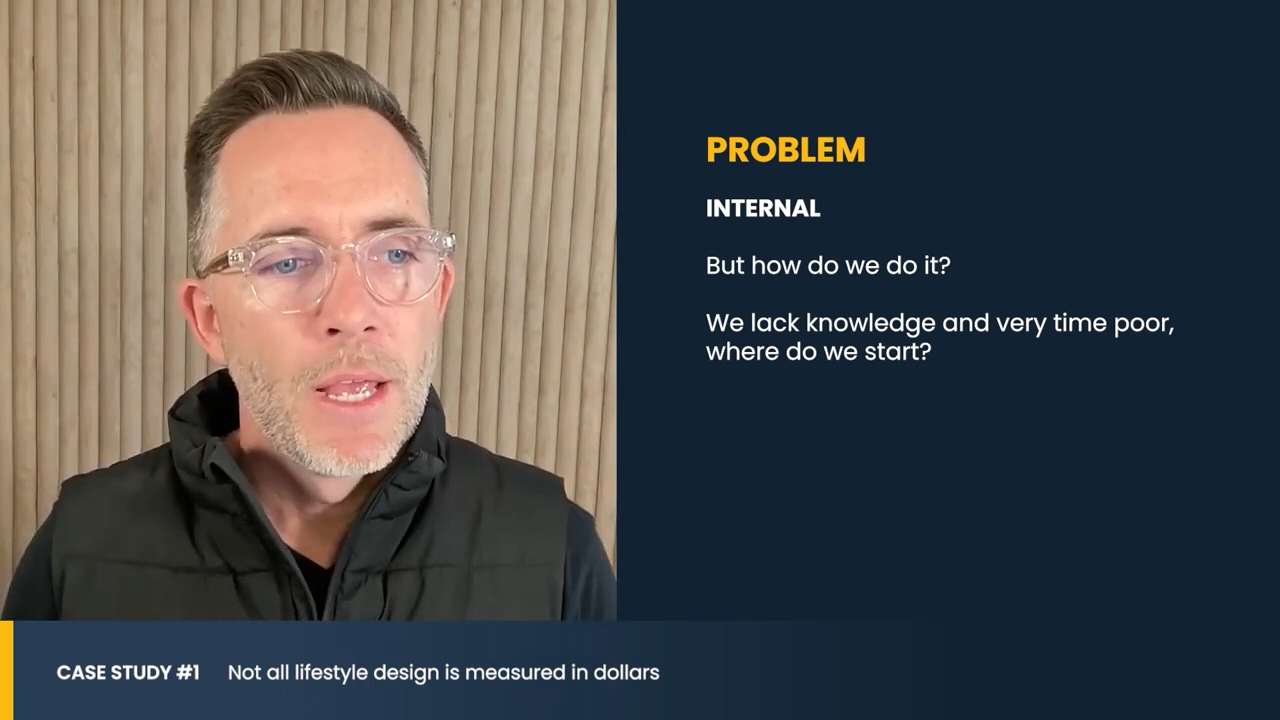 PROBLEM
INTERNAL
But how do we do it?
We lack knowledge and very time poor,
where do we start?
CASE STUDY #1 Not all lifestyle design is measured in dollars